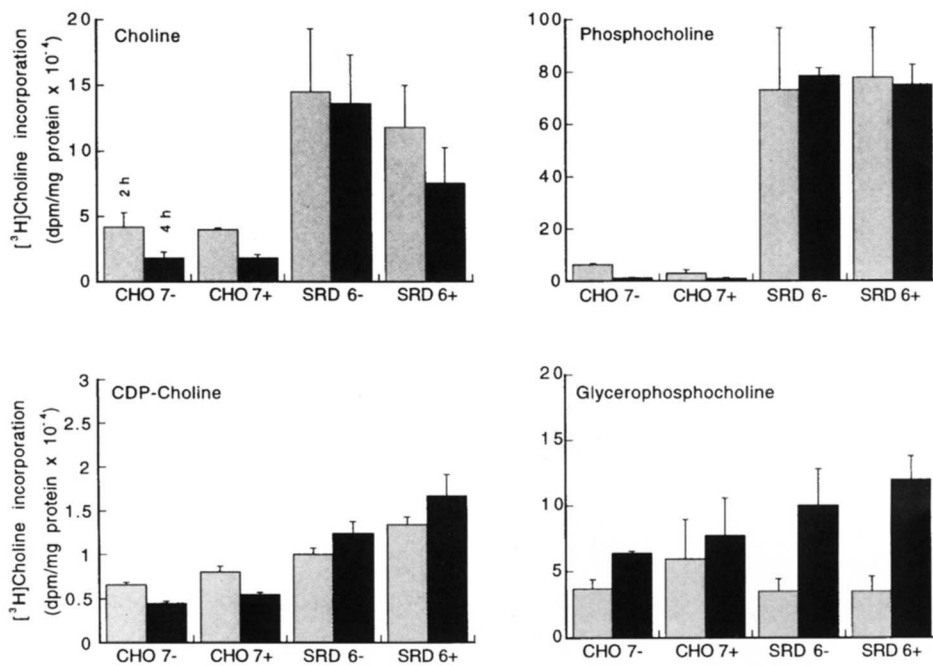 Choline
[³H]Choline incorporation
(dpm/mg protein x 10⁻⁴)
20
15
10
5
0
2 h
4 h
CHO 7- CHO 7+ SRD 6- SRD 6+
Phosphocholine
100
80
60
40
20
0
CHO 7- CHO 7+ SRD 6- SRD 6+
CDP-Choline
[³H]Choline incorporation
(dpm/mg protein x 10⁻⁴)
3
2.5
2
1.5
1
0.5
0
CHO 7- CHO 7+ SRD 6- SRD 6+
Glycerophosphocholine
20
15
10
5
0
CHO 7- CHO 7+ SRD 6- SRD 6+